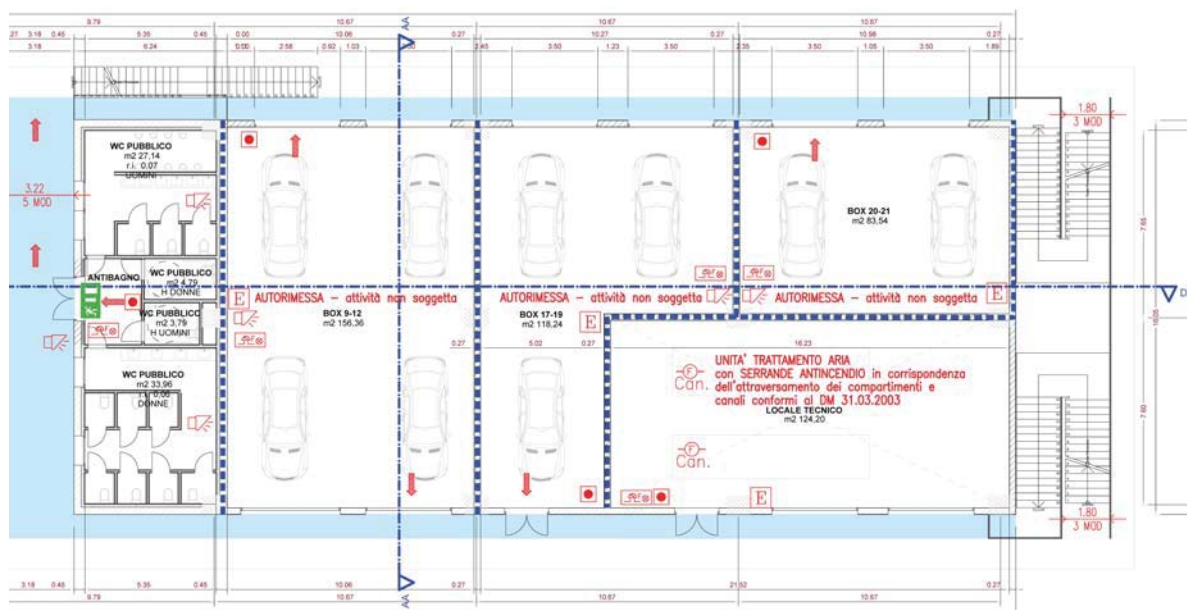 9.79 10.67 10.67 10.67
.27 3.18 0.45 5.35 0.45 10.06 0.27 10.27 10.98 0.27
3.18 6.24 0.00 2.58 0.92 1.03 2.45 3.50 1.23 3.50 2.35 3.50 1.05 3.50 1.89
AA
1.80
3 MOD
WC PUBBLICO
m2 27,14
r.i. 0,07
UOMINI
3.22
5 MOD
BOX 20-21
m2 83,54
7.65
ANTIBAGNO
WC PUBBLICO
m2 4,79
H DONNE
E AUTORIMESSA – attività non soggetta
AUTORIMESSA – attività non soggetta
AUTORIMESSA – attività non soggetta E
D
WC PUBBLICO
m2 3,79
H UOMINI
BOX 9-12
m2 156,36
BOX 17-19
m2 118,24
E
16.05
0.27 5.02 0.27 16.23
WC PUBBLICO
m2 33,96
DONNE
F
Can.
UNITA' TRATTAMENTO ARIA
con SERRANDE ANTINCENDIO in corrispondenza
dell'attraversamento dei compartimenti e
canali conformi al DM 31.03.2003
LOCALE TECNICO
m2 124,20
7.60
F
Can.
E
1.80
3 MOD
AA
3.18 0.45 5.35 0.45 10.06 0.27 21.52 0.27
9.79 10.67 10.67 10.67